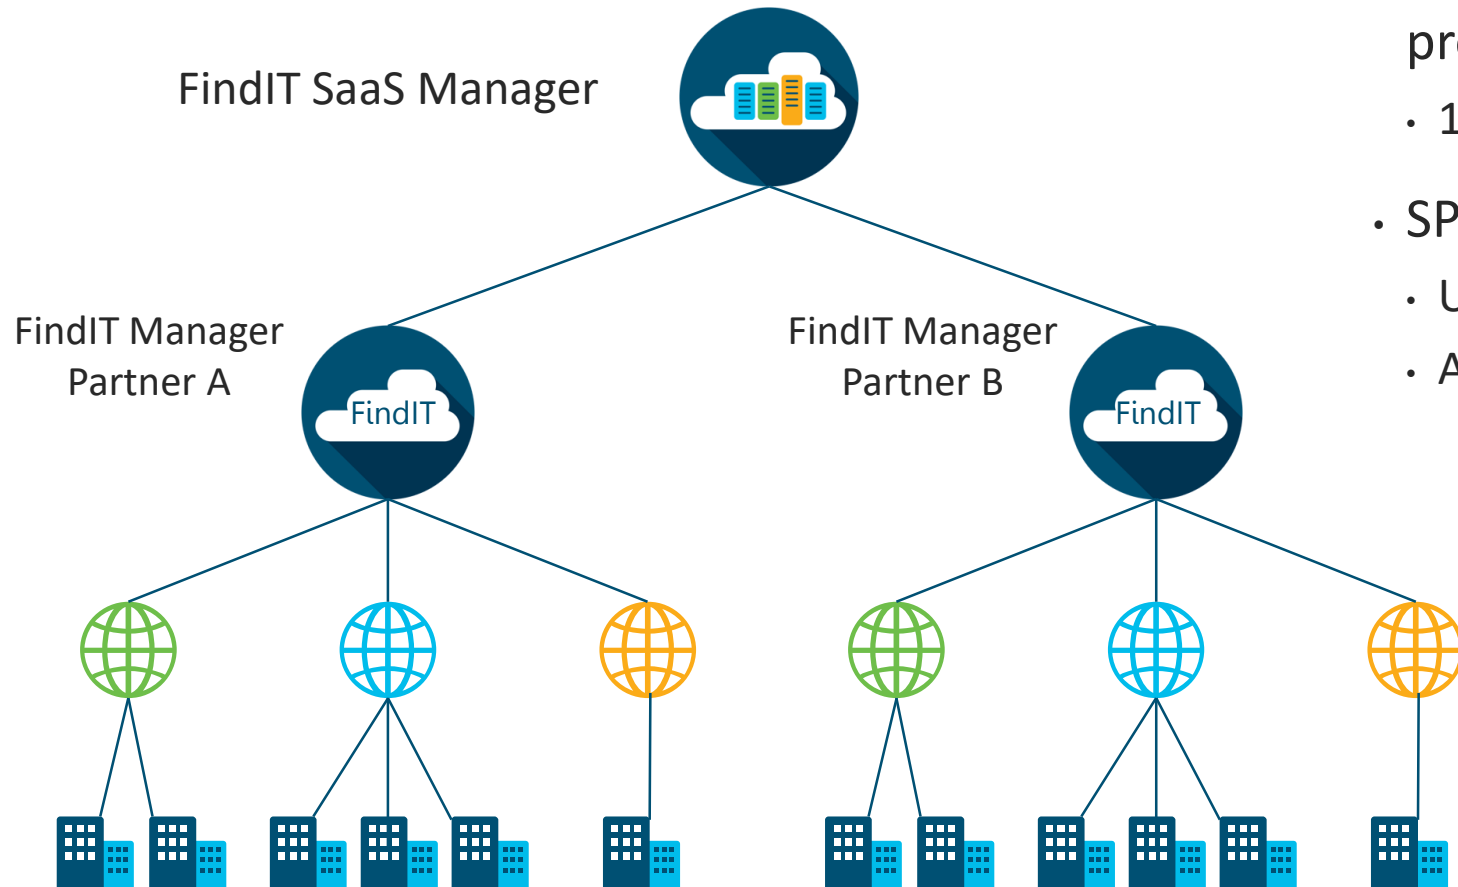 FindIT SaaS Manager
FindIT Manager
Partner A
FindIT
FindIT Manager
Partner B
FindIT